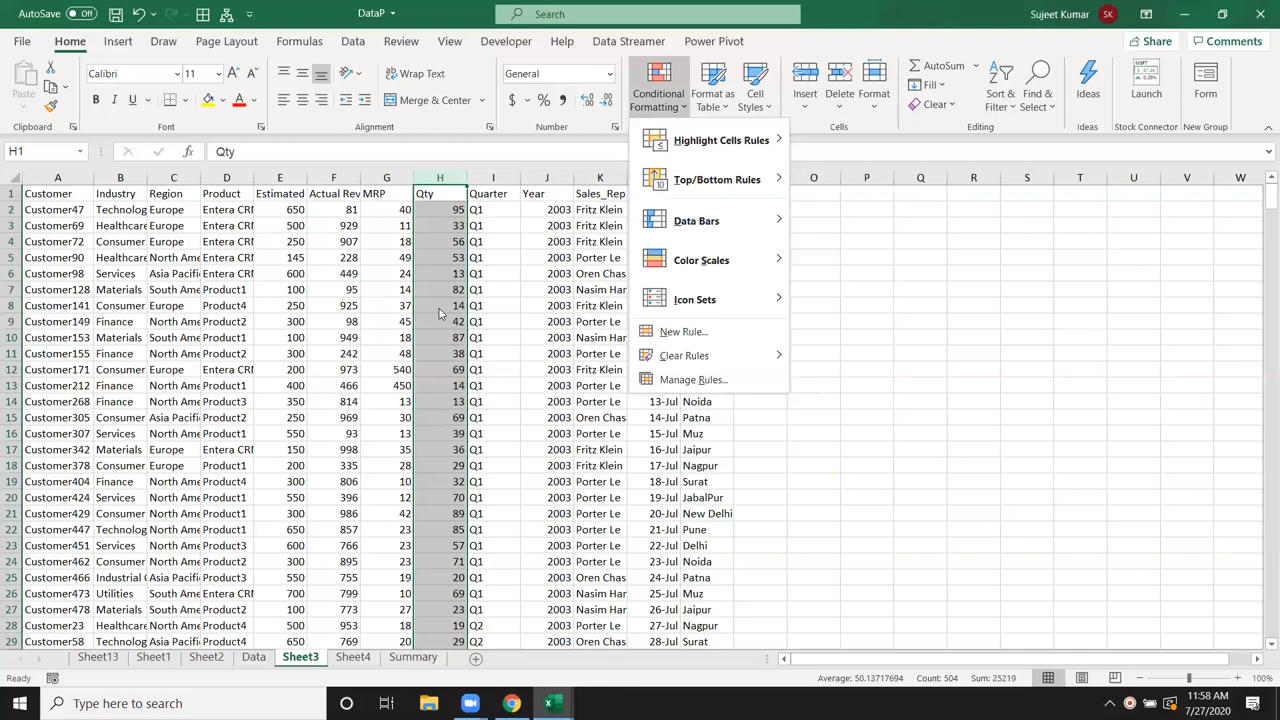 AutoSave Off DataP Search Sujeet Kumar SK
File Home Insert Draw Page Layout Formulas Data Review View Developer Help Data Streamer Power Pivot Share Comments
Paste Calibri 11 Wrap Text General Conditional Formatting Format as Table Cell Styles Insert Delete Format AutoSum Sort & Filter Find & Select Ideas Launch Form
B I U Merge & Center $ % Fill Clear
Clipboard Font Alignment Number Cells Editing Stock Connector New Group
H1 fx Qty
Highlight Cells Rules
Top/Bottom Rules
Data Bars
Color Scales
Icon Sets
New Rule...
Clear Rules
Manage Rules...
A B C D E F G H I J K O P Q R S T U V W
1 Customer Industry Region Product Estimated Actual Rev MRP Qty Quarter Year Sales_Rep
2 Customer47 Technolog Europe Entera CRM 650 81 40 95 Q1 2003 Fritz Klein
3 Customer69 Healthcare Europe Entera CRM 500 929 11 33 Q1 2003 Fritz Klein
4 Customer72 Consumer Europe Entera CRM 250 907 18 56 Q1 2003 Fritz Klein
5 Customer90 Healthcare North Ame Entera CRM 145 228 49 53 Q1 2003 Porter Le
6 Customer98 Services Asia Pacific Entera CRM 600 449 24 13 Q1 2003 Oren Chas
7 Customer128 Materials South Ame Product1 100 95 14 82 Q1 2003 Nasim Har
8 Customer141 Consumer Europe Product4 250 925 37 14 Q1 2003 Fritz Klein
9 Customer149 Finance North Ame Product2 300 98 45 42 Q1 2003 Porter Le
10 Customer153 Materials South Ame Product1 100 949 18 87 Q1 2003 Nasim Har
11 Customer155 Finance North Ame Product2 300 242 48 38 Q1 2003 Porter Le
12 Customer171 Consumer Europe Entera CRM 200 973 540 69 Q1 2003 Fritz Klein
13 Customer212 Finance North Ame Product1 400 466 450 14 Q1 2003 Porter Le
14 Customer268 Finance North Ame Product3 350 814 13 13 Q1 2003 Porter Le 13-Jul Noida
15 Customer305 Consumer Asia Pacific Product2 250 969 30 69 Q1 2003 Oren Chas 14-Jul Patna
16 Customer307 Services North Ame Product1 550 93 13 39 Q1 2003 Porter Le 15-Jul Muz
17 Customer342 Materials Europe Entera CRM 150 998 35 36 Q1 2003 Fritz Klein 16-Jul Jaipur
18 Customer378 Consumer Europe Product1 200 335 28 29 Q1 2003 Fritz Klein 17-Jul Nagpur
19 Customer404 Finance North Ame Product4 300 806 10 32 Q1 2003 Porter Le 18-Jul Surat
20 Customer424 Services North Ame Product1 550 396 12 70 Q1 2003 Porter Le 19-Jul JabalPur
21 Customer429 Consumer North Ame Product1 300 986 42 89 Q1 2003 Porter Le 20-Jul New Delhi
22 Customer447 Technolog North Ame Product1 650 857 23 85 Q1 2003 Porter Le 21-Jul Pune
23 Customer451 Services North Ame Product3 600 766 23 57 Q1 2003 Porter Le 22-Jul Delhi
24 Customer462 Consumer North Ame Product2 300 895 23 71 Q1 2003 Porter Le 23-Jul Noida
25 Customer466 Industrial Asia Pacific Product3 550 755 19 20 Q1 2003 Oren Chas 24-Jul Patna
26 Customer473 Utilities South Ame Entera CRM 700 799 10 69 Q1 2003 Nasim Har 25-Jul Muz
27 Customer478 Materials South Ame Product2 100 773 27 23 Q1 2003 Nasim Har 26-Jul Jaipur
28 Customer23 Healthcare North Ame Product4 500 953 18 19 Q2 2003 Porter Le 27-Jul Nagpur
29 Customer58 Technolog Asia Pacific Product4 650 769 20 29 Q2 2003 Oren Chas 28-Jul Surat
Sheet13 Sheet1 Sheet2 Data Sheet3 Sheet4 Summary
Ready Average: 50.13717694 Count: 504 Sum: 25219 100%
Type here to search 11:58 AM
7/27/2020